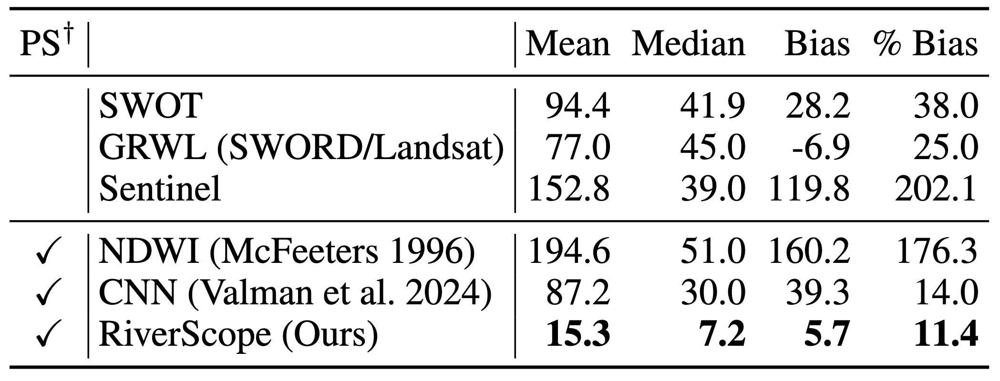 PS† Mean Median Bias % Bias
SWOT 94.4 41.9 28.2 38.0
GRWL (SWORD/Landsat) 77.0 45.0 -6.9 25.0
Sentinel 152.8 39.0 119.8 202.1
✓ NDWI (McFeeters 1996) 194.6 51.0 160.2 176.3
✓ CNN (Valman et al. 2024) 87.2 30.0 39.3 14.0
✓ RiverScope (Ours) 15.3 7.2 5.7 11.4